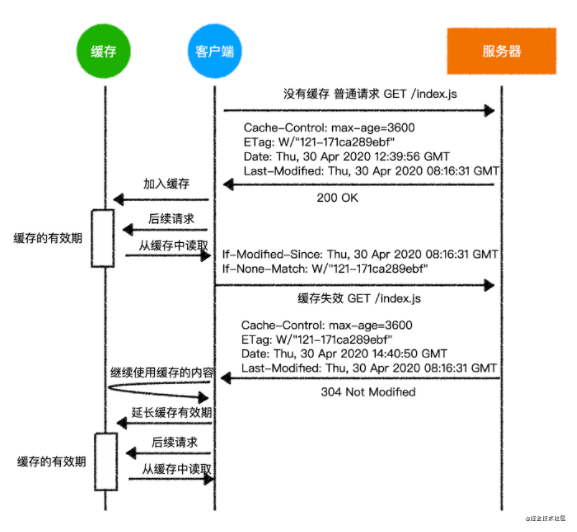 缓存
客户端
服务器
没有缓存 普通请求 GET /index.js
Cache-Control: max-age=3600
ETag: W/"121-171ca289ebf"
Date: Thu, 30 Apr 2020 12:39:56 GMT
Last-Modified: Thu, 30 Apr 2020 08:16:31 GMT
加入缓存
200 OK
后续请求
缓存的有效期
从缓存中读取
If-Modified-Since: Thu, 30 Apr 2020 08:16:31 GMT
If-None-Match: W/"121-171ca289ebf"
缓存失效 GET /index.js
Cache-Control: max-age=3600
ETag: W/"121-171ca289ebf"
Date: Thu, 30 Apr 2020 14:40:50 GMT
Last-Modified: Thu, 30 Apr 2020 08:16:31 GMT
继续使用缓存的内容
304 Not Modified
延长缓存有效期
后续请求
缓存的有效期
从缓存中读取